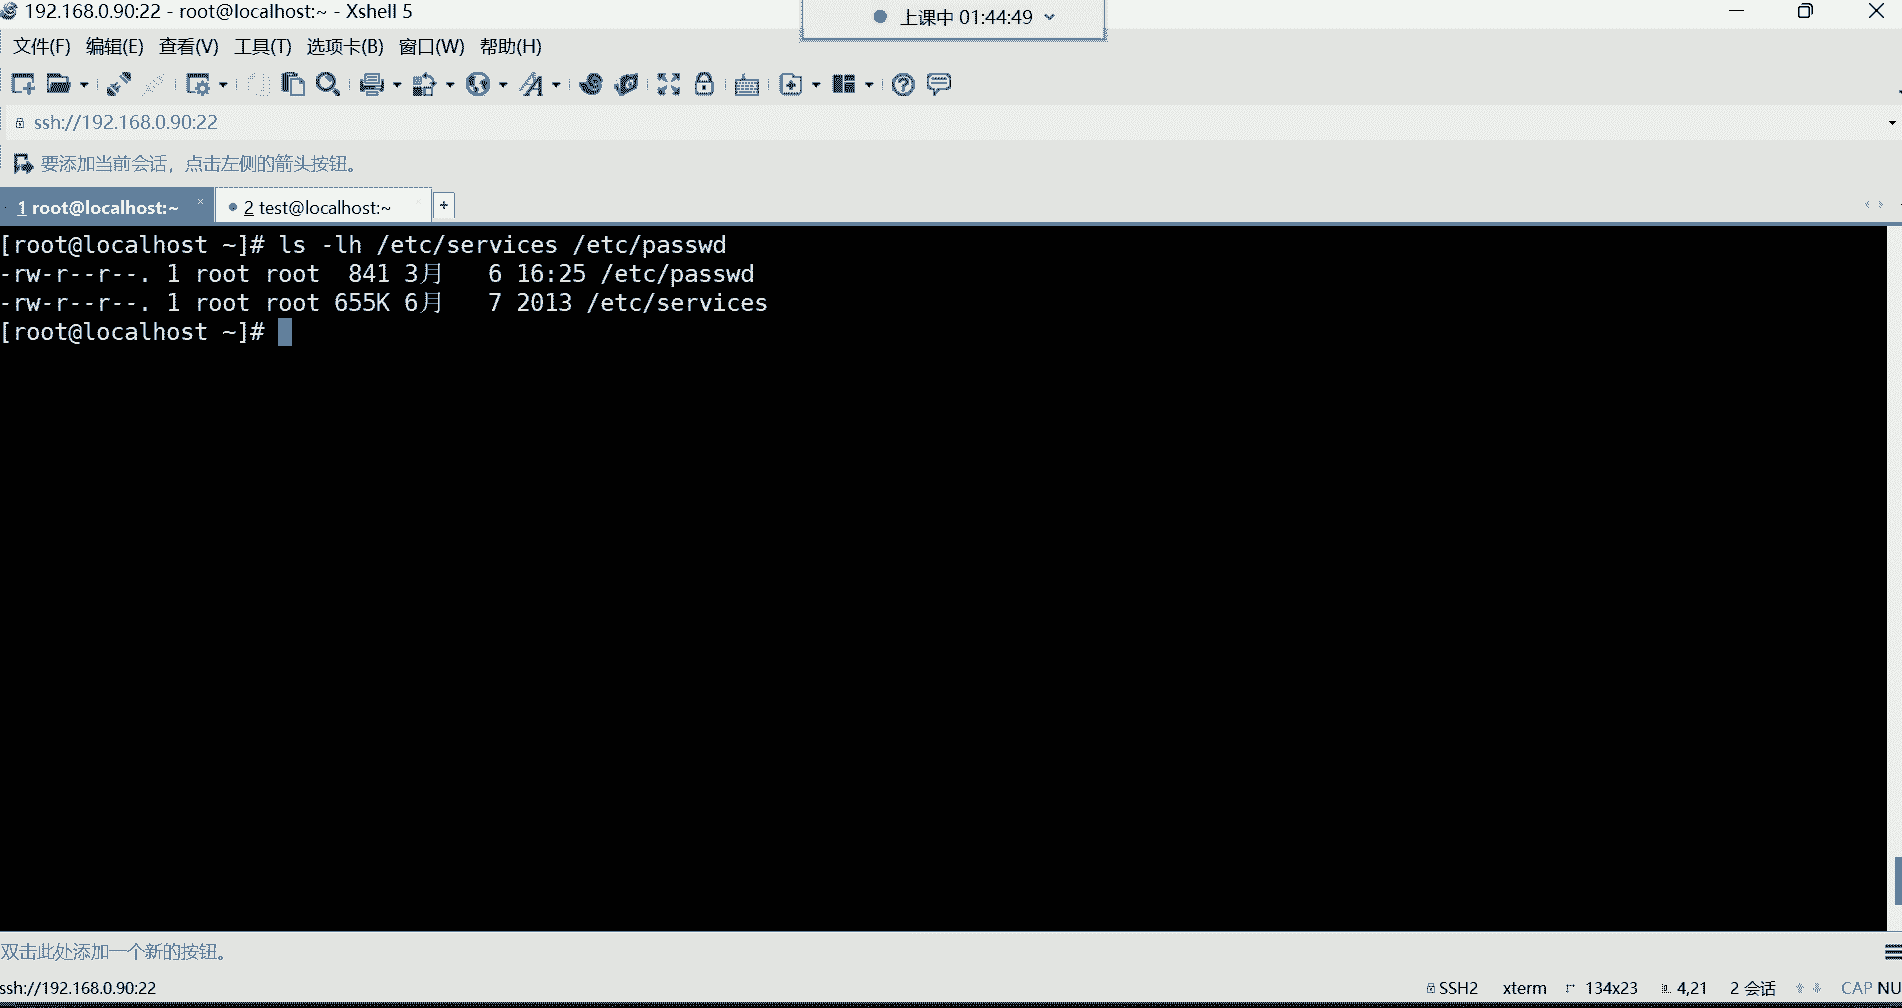 192.168.0.90:22 - root@localhost:~ - Xshell 5
上课中 01:44:49
文件(F) 编辑(E) 查看(V) 工具(T) 选项卡(B) 窗口(W) 帮助(H)
ssh://192.168.0.90:22
要添加当前会话，点击左侧的箭头按钮。
1 root@localhost:~ × 2 test@localhost:~ +
[root@localhost ~]# ls -lh /etc/services /etc/passwd
-rw-r--r--. 1 root root  841 3月   6 16:25 /etc/passwd
-rw-r--r--. 1 root root 655K 6月   7 2013 /etc/services
[root@localhost ~]#
双击此处添加一个新的按钮。
ssh://192.168.0.90:22 SSH2 xterm 134x23 4,21 2 会话 CAP NU